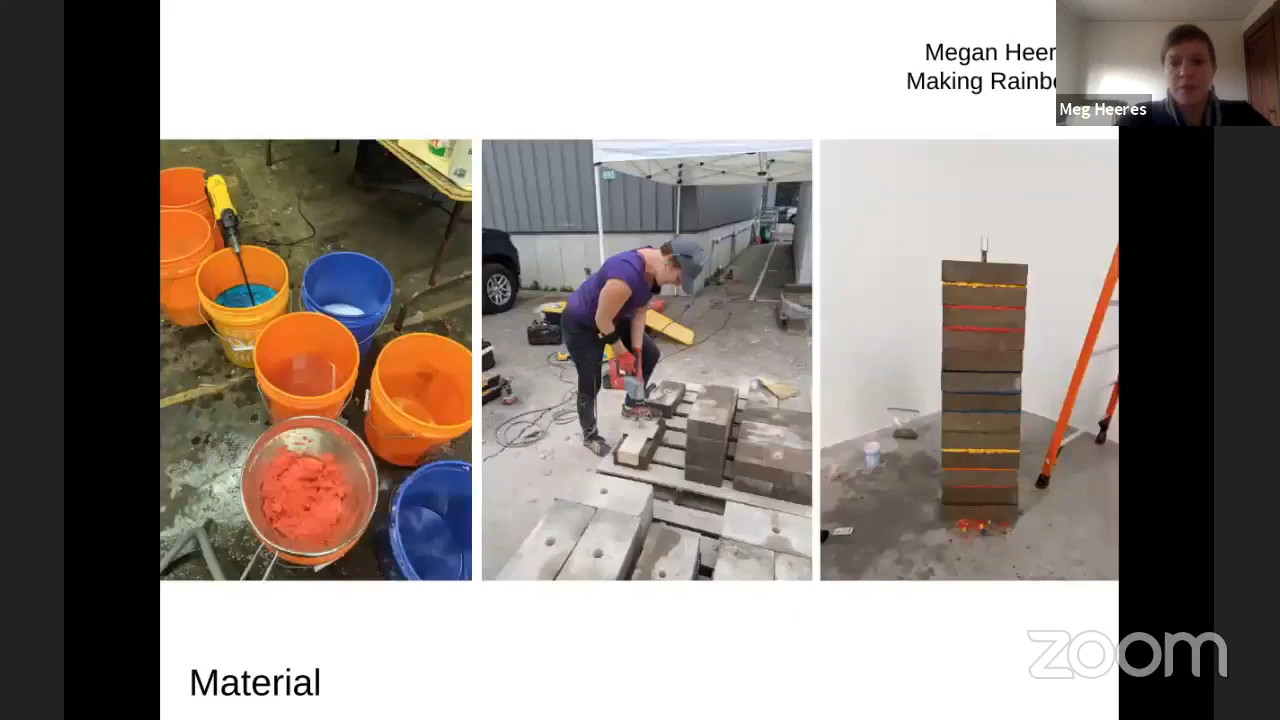 Megan Heer
Making Rainb
Meg Heeres
Material
zoom